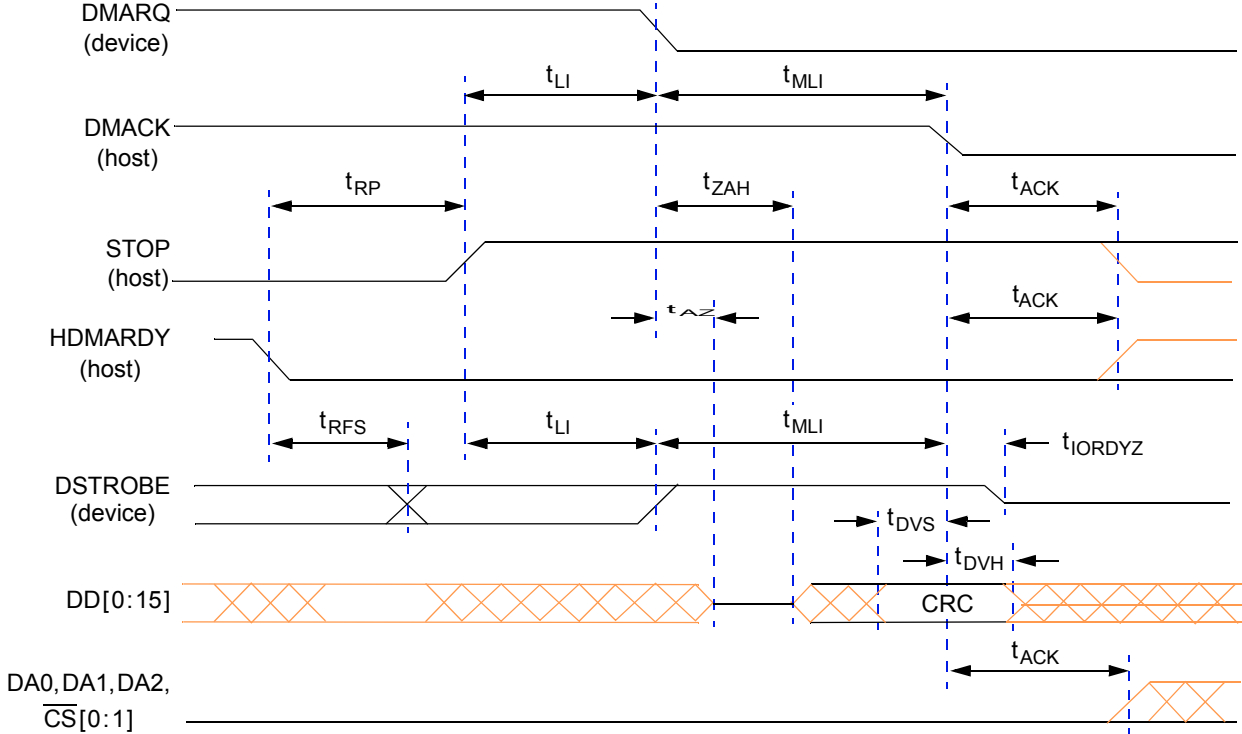 DMARQ
(device)
tLI
tMLI
DMACK
(host)
tRP
tZAH
tACK
STOP
(host)
tAZ
tACK
HDMARDY
(host)
tRFS
tLI
tMLI
tIORDYZ
DSTROBE
(device)
tDVS
tDVH
DD[0:15]
CRC
tACK
DA0,DA1,DA2,
CS[0:1]